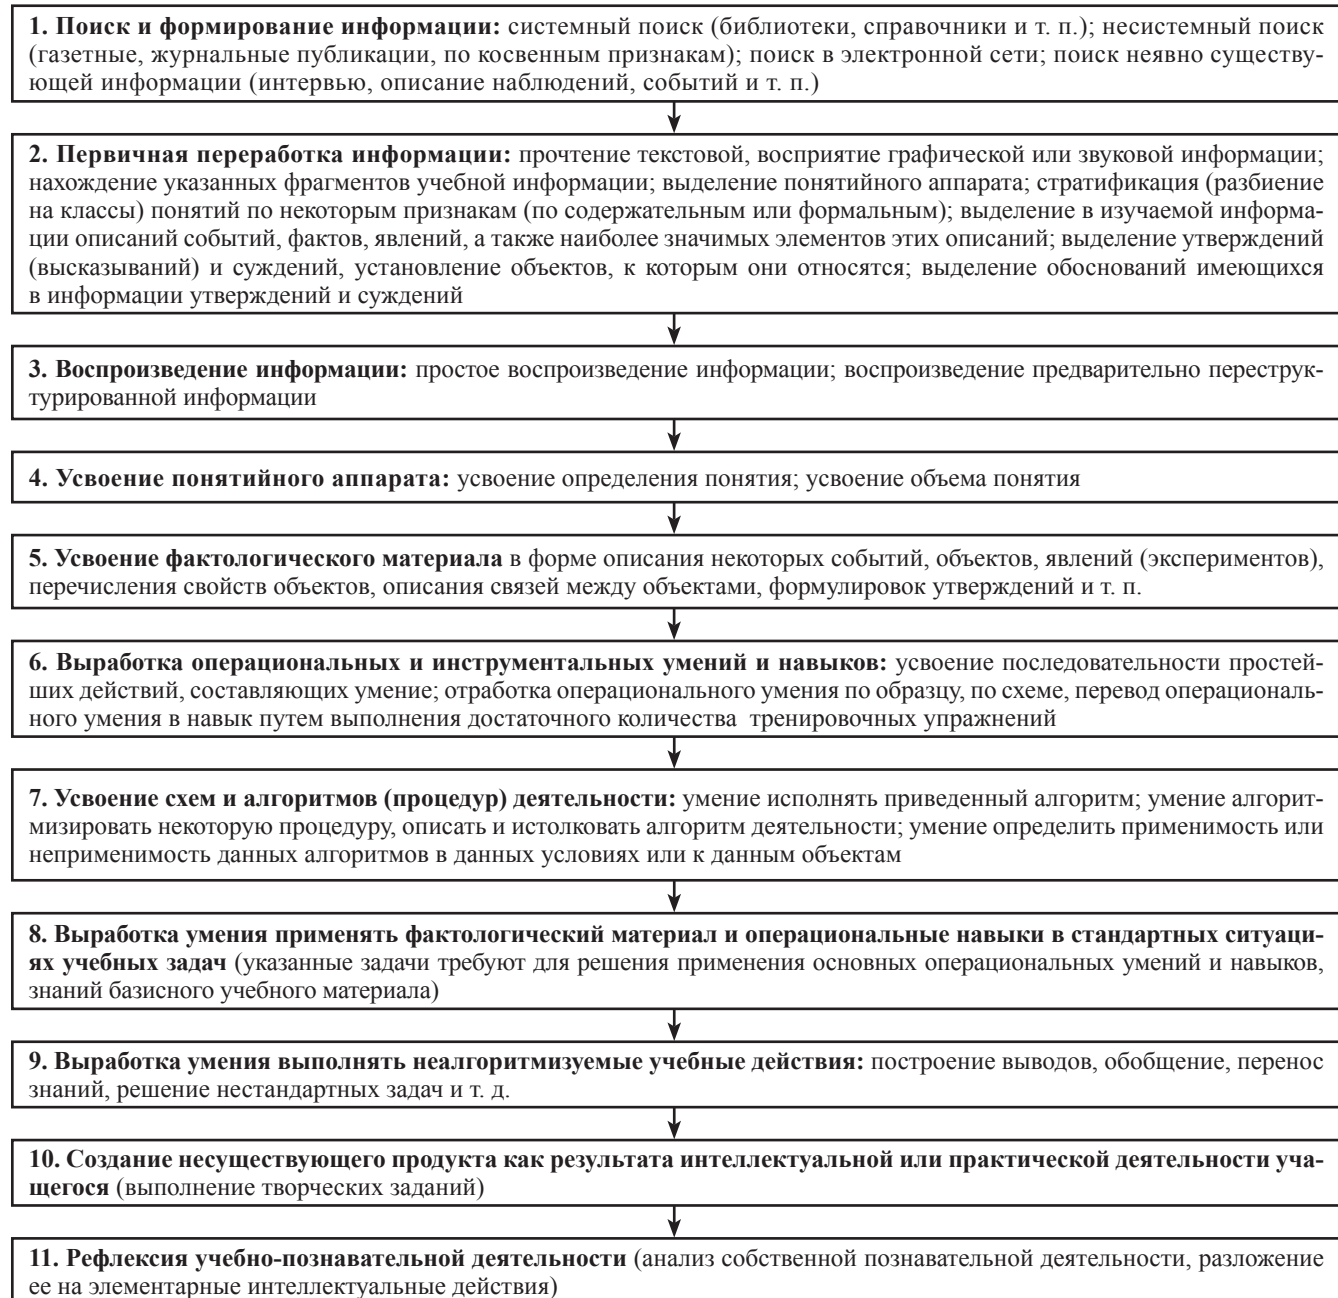 1. Поиск и формирование информации: системный поиск (библиотеки, справочники и т. п.); несистемный поиск
(газетные, журнальные публикации, по косвенным признакам); поиск в электронной сети; поиск неявно существу-
ющей информации (интервью, описание наблюдений, событий и т. п.)
2. Первичная переработка информации: прочтение текстовой, восприятие графической или звуковой информации;
нахождение указанных фрагментов учебной информации; выделение понятийного аппарата; стратификация (разбиение
на классы) понятий по некоторым признакам (по содержательным или формальным); выделение в изучаемой информа-
ции описаний событий, фактов, явлений, а также наиболее значимых элементов этих описаний; выделение утверждений
(высказываний) и суждений, установление объектов, к которым они относятся; выделение обоснований имеющихся
в информации утверждений и суждений
3. Воспроизведение информации: простое воспроизведение информации; воспроизведение предварительно переструк-
турированной информации
4. Усвоение понятийного аппарата: усвоение определения понятия; усвоение объема понятия
5. Усвоение фактологического материала в форме описания некоторых событий, объектов, явлений (экспериментов),
перечисления свойств объектов, описания связей между объектами, формулировок утверждений и т. п.
6. Выработка операциональных и инструментальных умений и навыков: усвоение последовательности простей-
ших действий, составляющих умение; отработка операционального умения по образцу, по схеме, перевод операциональ-
ного умения в навык путем выполнения достаточного количества тренировочных упражнений
7. Усвоение схем и алгоритмов (процедур) деятельности: умение исполнять приведенный алгоритм; умение алгорит-
мизировать некоторую процедуру, описать и истолковать алгоритм деятельности; умение определить применимость или
неприменимость данных алгоритмов в данных условиях или к данным объектам
8. Выработка умения применять фактологический материал и операциональные навыки в стандартных ситуаци-
ях учебных задач (указанные задачи требуют для решения применения основных операциональных умений и навыков,
знаний базисного учебного материала)
9. Выработка умения выполнять неалгоритмизуемые учебные действия: построение выводов, обобщение, перенос
знаний, решение нестандартных задач и т. д.
10. Создание несуществующего продукта как результата интеллектуальной или практической деятельности уча-
щегося (выполнение творческих заданий)
11. Рефлексия учебно-познавательной деятельности (анализ собственной познавательной деятельности, разложение
ее на элементарные интеллектуальные действия)